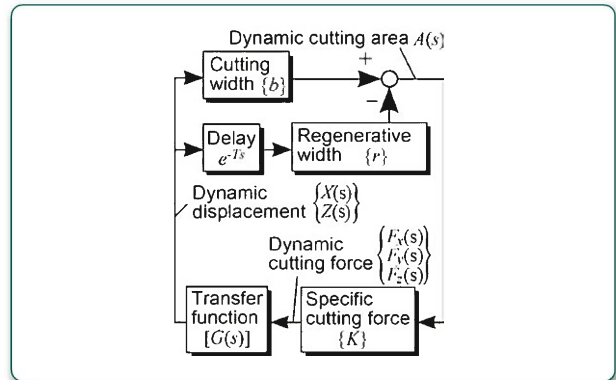 Dynamic cutting area A(s)
Cutting
width {b}
+
−
Delay
e^-Ts
Regenerative
width {r}
Dynamic
displacement
{X(s)}
{Z(s)}
Dynamic
cutting force
{Fx(s)}
{Fy(s)}
{Fz(s)}
Transfer
function
[G(s)]
Specific
cutting force
{K}